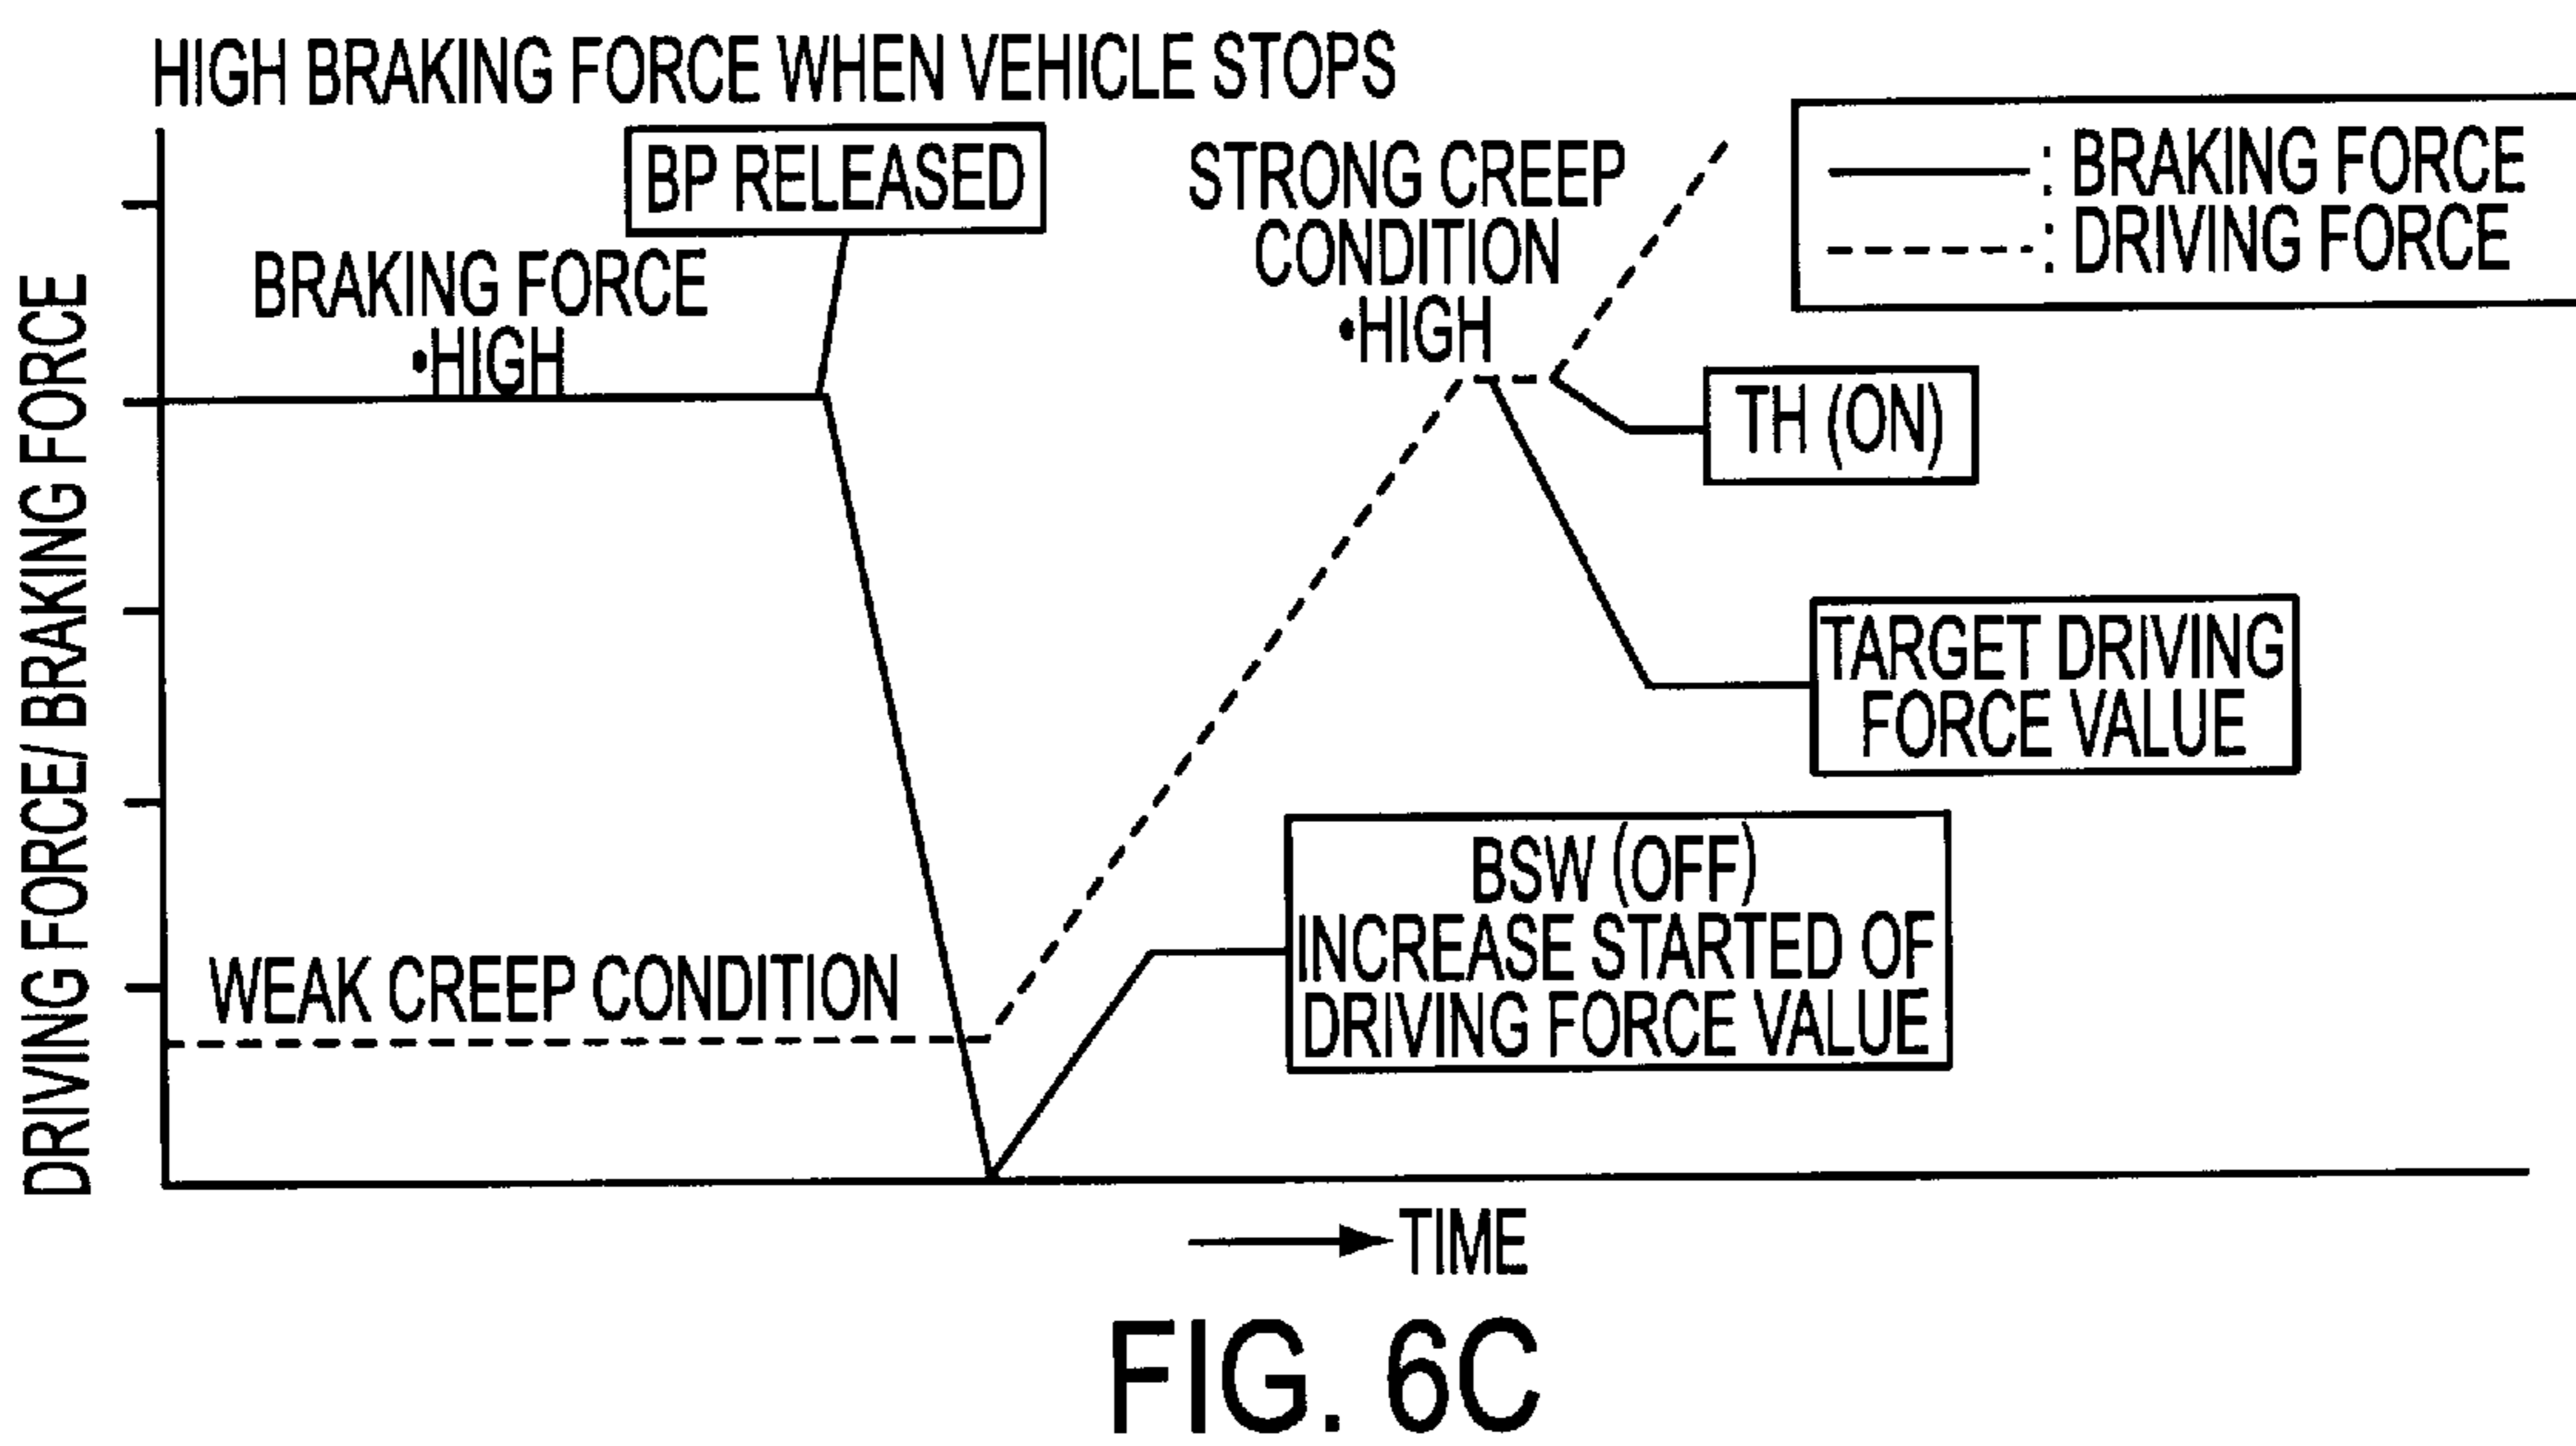 HIGH BRAKING FORCE WHEN VEHICLE STOPS
BP RELEASED
BRAKING FORCE
•HIGH
STRONG CREEP
CONDITION
•HIGH
: BRAKING FORCE
: DRIVING FORCE
TH (ON)
TARGET DRIVING
FORCE VALUE
BSW (OFF)
INCREASE STARTED OF
DRIVING FORCE VALUE
WEAK CREEP CONDITION
DRIVING FORCE/ BRAKING FORCE
TIME
FIG. 6C